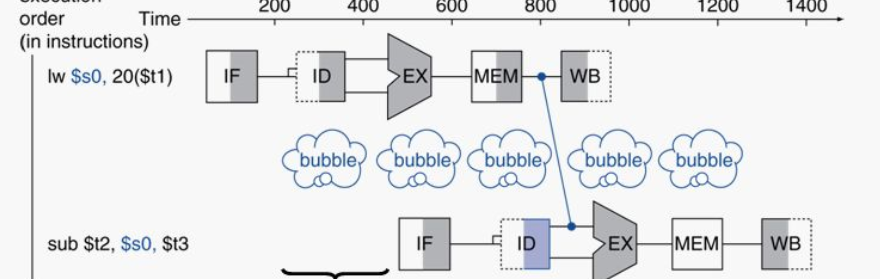 execution
order Time 200 400 600 800 1000 1200 1400
(in instructions)
lw $s0, 20($t1) IF ID EX MEM WB
bubble bubble bubble bubble bubble
sub $t2, $s0, $t3 IF ID EX MEM WB